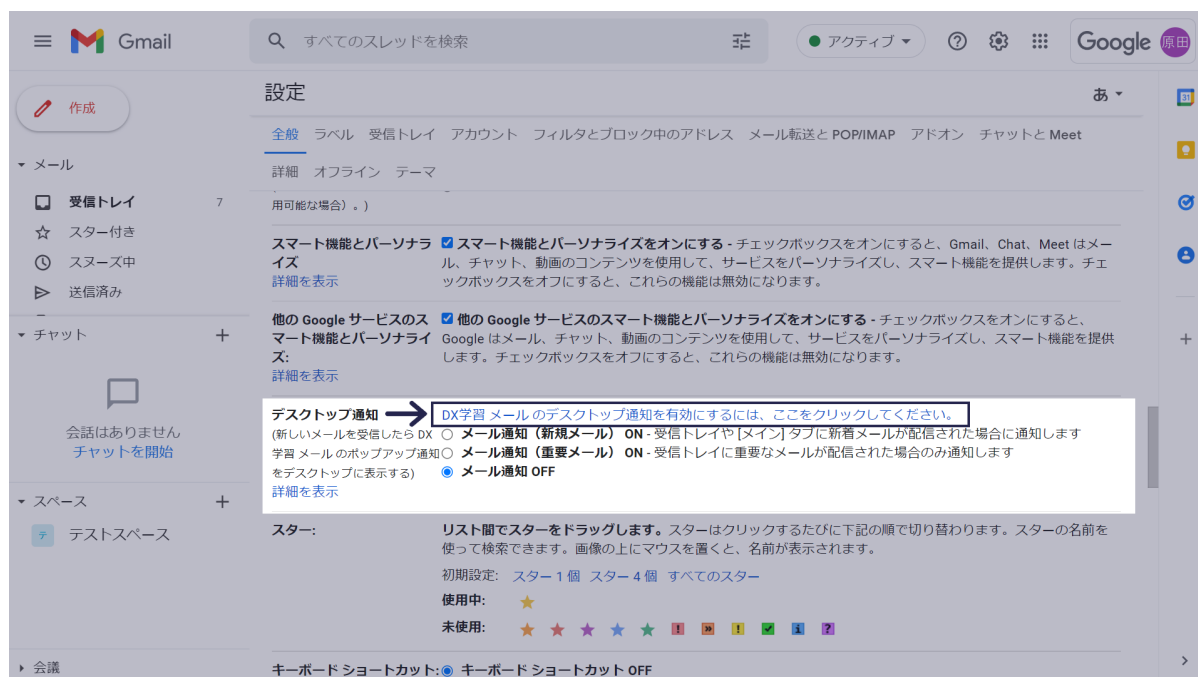 Gmail
すべてのスレッドを検索
アクティブ
Google
原田
作成
メール
受信トレイ 7
スター付き
スヌーズ中
送信済み
チャット
会話はありません
チャットを開始
スペース
テ テストスペース
会議
設定
あ
全般 ラベル 受信トレイ アカウント フィルタとブロック中のアドレス メール転送と POP/IMAP アドオン チャットと Meet
詳細 オフライン テーマ
用可能な場合）。)
スマート機能とパーソナラ
イズ
詳細を表示
スマート機能とパーソナライズをオンにする - チェックボックスをオンにすると、Gmail、Chat、Meet はメー
ル、チャット、動画のコンテンツを使用して、サービスをパーソナライズし、スマート機能を提供します。チェ
ックボックスをオフにすると、これらの機能は無効になります。
他の Google サービスのス
マート機能とパーソナライ
ズ:
詳細を表示
他の Google サービスのスマート機能とパーソナライズをオンにする - チェックボックスをオンにすると、
Google はメール、チャット、動画のコンテンツを使用して、サービスをパーソナライズし、スマート機能を提供
します。チェックボックスをオフにすると、これらの機能は無効になります。
デスクトップ通知
(新しいメールを受信したら DX
学習 メール のポップアップ通知
をデスクトップに表示する)
詳細を表示
DX学習 メール のデスクトップ通知を有効にするには、ここをクリックしてください。
メール通知（新規メール） ON - 受信トレイや [メイン] タブに新着メールが配信された場合に通知します
メール通知（重要メール） ON - 受信トレイに重要なメールが配信された場合のみ通知します
メール通知 OFF
スター:
リスト間でスターをドラッグします。スターはクリックするたびに下記の順で切り替わります。スターの名前を
使って検索できます。画像の上にマウスを置くと、名前が表示されます。
初期設定: スター 1 個 スター 4 個 すべてのスター
使用中:
未使用:
キーボード ショートカット:
キーボード ショートカット OFF
31